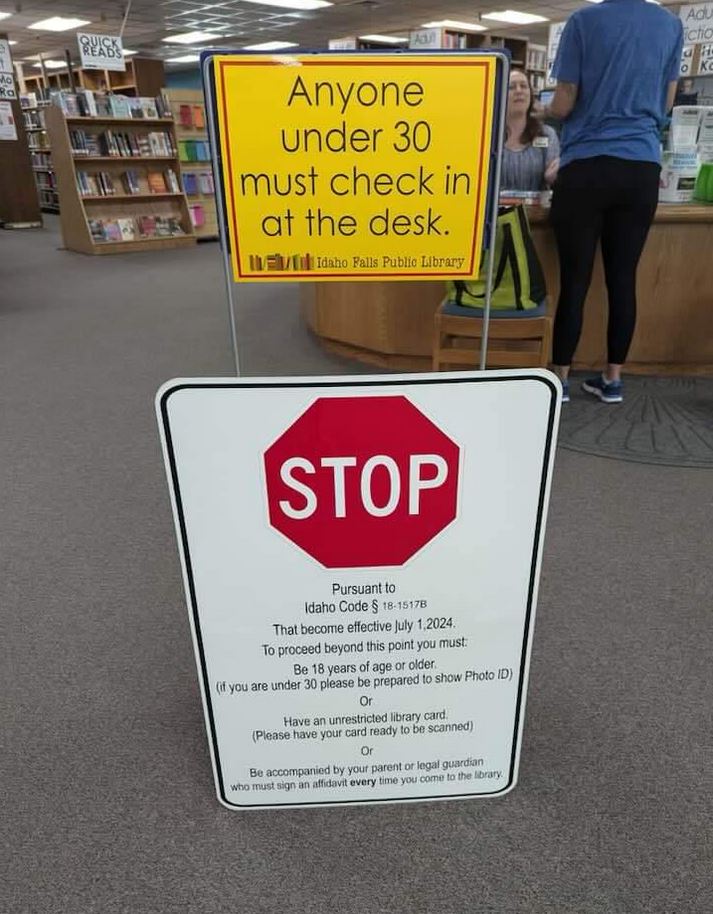 QUICK
READS
Adult
Anyone
under 30
must check in
at the desk.
Idaho Falls Public Library
STOP
Pursuant to
Idaho Code § 18-1517B
That become effective July 1,2024.
To proceed beyond this point you must:
Be 18 years of age or older.
(if you are under 30 please be prepared to show Photo ID)
Or
Have an unrestricted library card.
(Please have your card ready to be scanned)
Or
Be accompanied by your parent or legal guardian
who must sign an affidavit every time you come to the library.